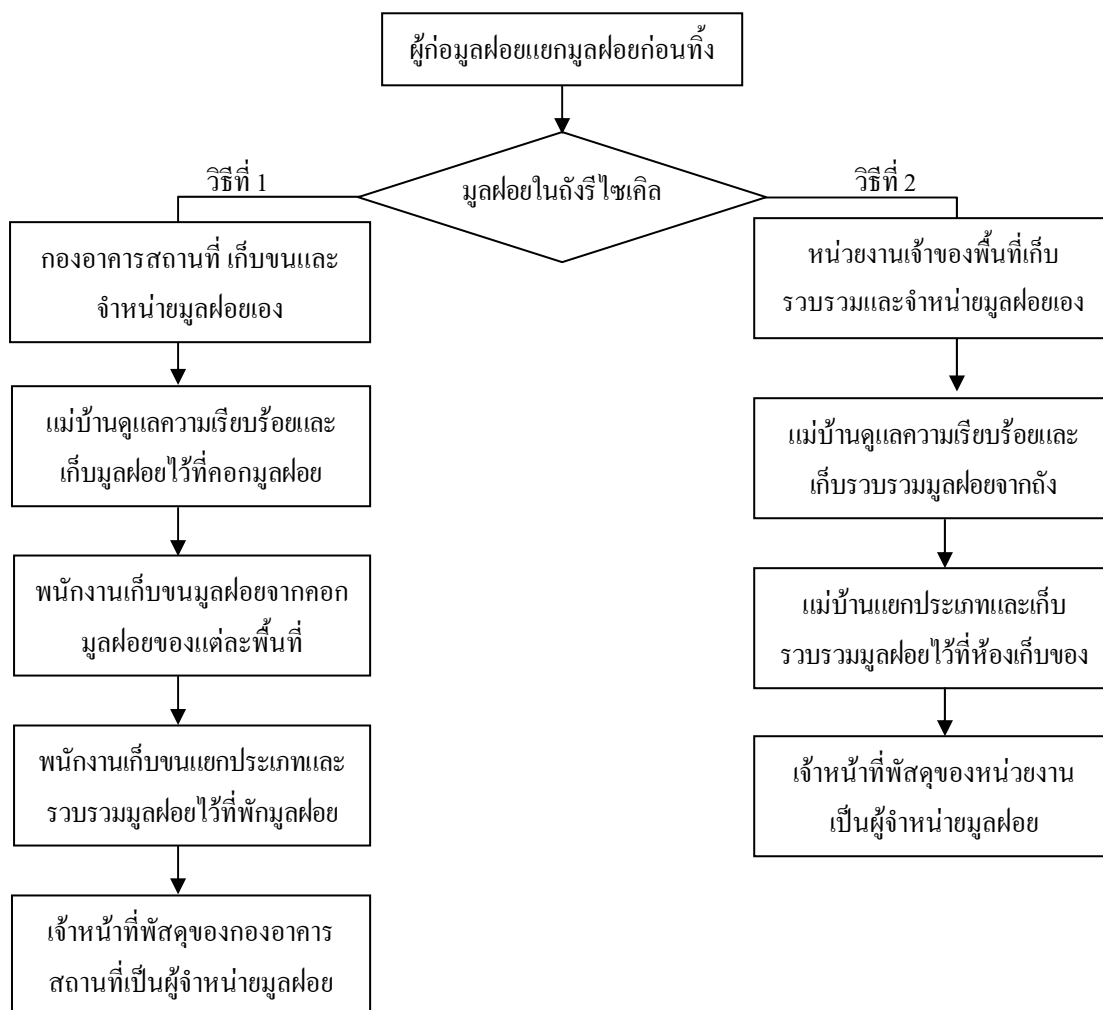 ผู้ก่อมูลฝอยแยกมูลฝอยก่อนทิ้ง
มูลฝอยในถังรีไซเคิล
วิธีที่ 1
กองอาคารสถานที่ เก็บขนและ
จำหน่ายมูลฝอยเอง
แม่บ้านดูแลความเรียบร้อยและ
เก็บมูลฝอยไว้ที่คอกมูลฝอย
พนักงานเก็บขนมูลฝอยจากคอก
มูลฝอยของแต่ละพื้นที่
พนักงานเก็บขนแยกประเภทและ
รวบรวมมูลฝอยไว้ที่พักมูลฝอย
เจ้าหน้าที่พัสดุของกองอาคาร
สถานที่เป็นผู้จำหน่ายมูลฝอย
วิธีที่ 2
หน่วยงานเจ้าของพื้นที่เก็บ
รวบรวมและจำหน่ายมูลฝอยเอง
แม่บ้านดูแลความเรียบร้อยและ
เก็บรวบรวมมูลฝอยจากถัง
แม่บ้านแยกประเภทและเก็บ
รวบรวมมูลฝอยไว้ที่ห้องเก็บของ
เจ้าหน้าที่พัสดุของหน่วยงาน
เป็นผู้จำหน่ายมูลฝอย